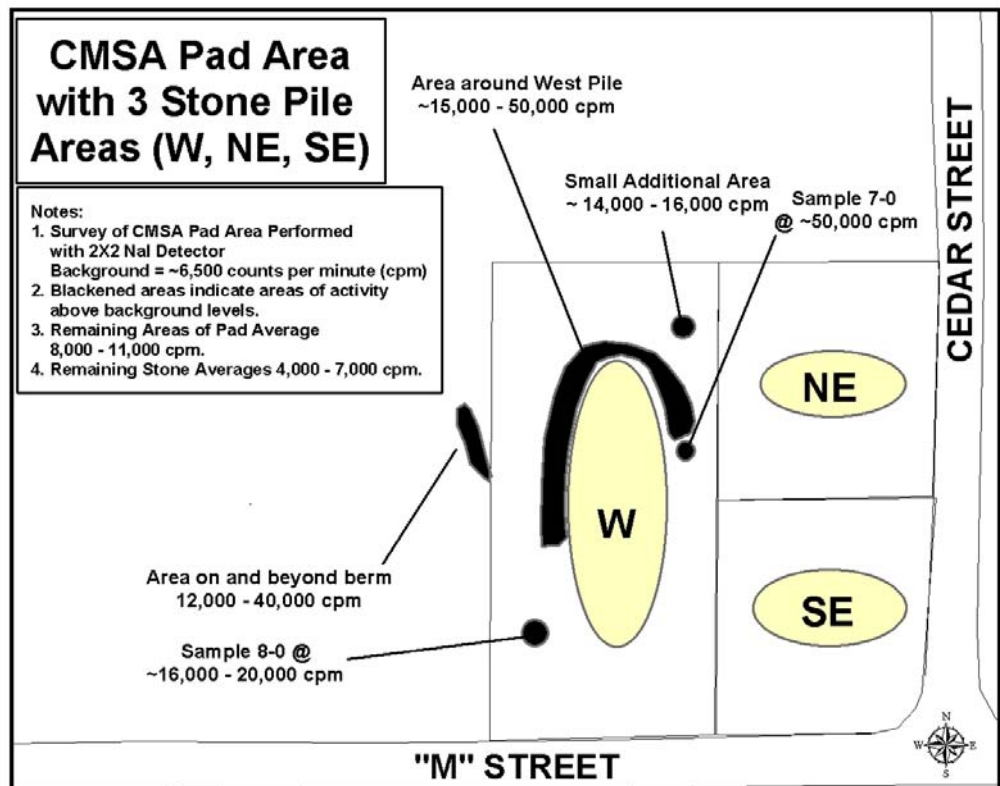 CMSA Pad Area
with 3 Stone Pile
Areas (W, NE, SE)
Notes:
1. Survey of CMSA Pad Area Performed
with 2X2 NaI Detector
Background = ~6,500 counts per minute (cpm)
2. Blackened areas indicate areas of activity
above background levels.
3. Remaining Areas of Pad Average
8,000 - 11,000 cpm.
4. Remaining Stone Averages 4,000 - 7,000 cpm.
Area around West Pile
~15,000 - 50,000 cpm
Small Additional Area
~ 14,000 - 16,000 cpm
Sample 7-0
@ ~50,000 cpm
CEDAR STREET
NE
W
SE
Area on and beyond berm
12,000 - 40,000 cpm
Sample 8-0 @
~16,000 - 20,000 cpm
"M" STREET
N
W
E
S